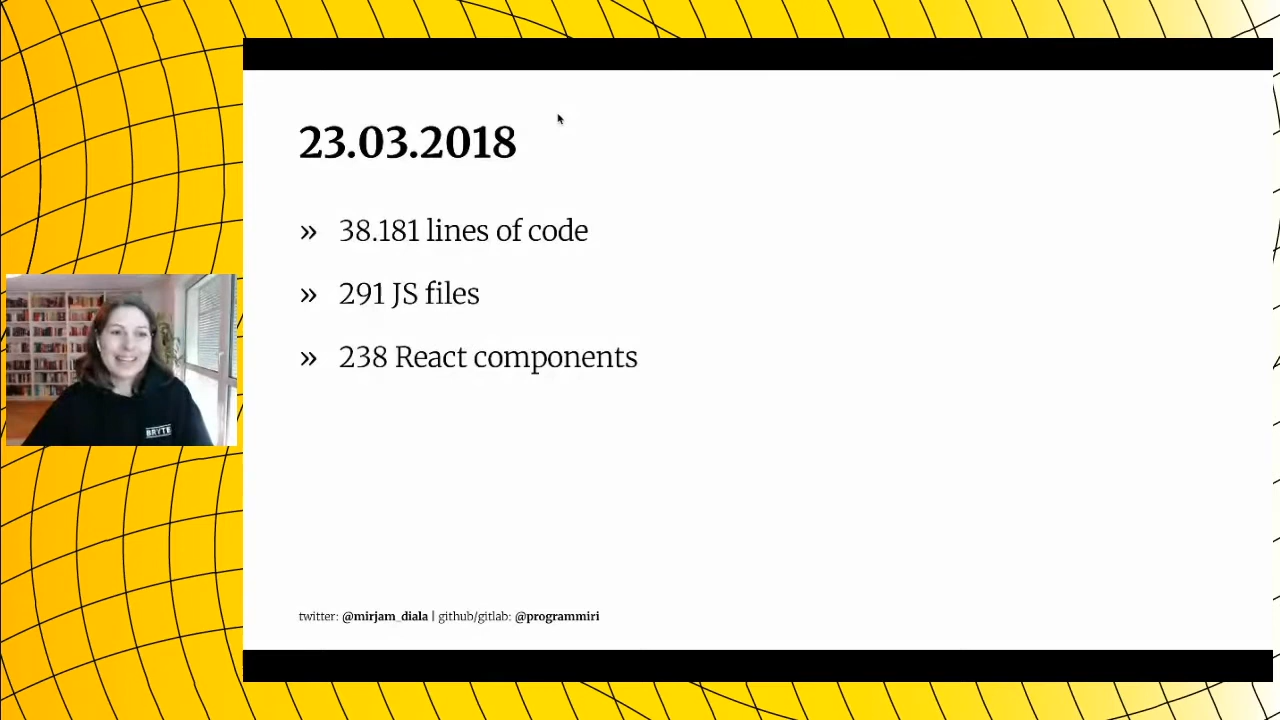 23.03.2018
» 38.181 lines of code
» 291 JS files
» 238 React components
BRYTE
twitter: @mirjam_diala | github/gitlab: @programmiri